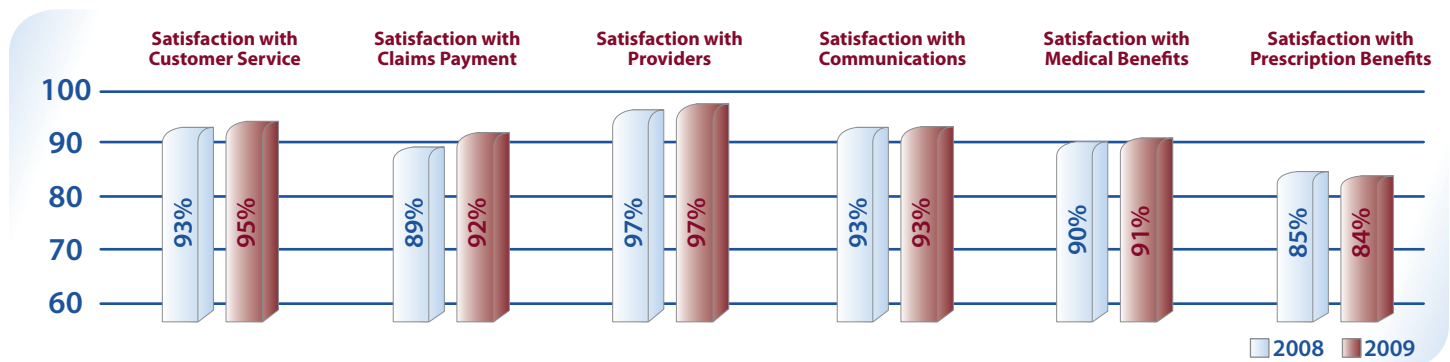 Satisfaction with
Customer Service
Satisfaction with
Claims Payment
Satisfaction with
Providers
Satisfaction with
Communications
Satisfaction with
Medical Benefits
Satisfaction with
Prescription Benefits
100
90
80
70
60
93%
95%
89%
92%
97%
97%
93%
93%
90%
91%
85%
84%
2008
2009